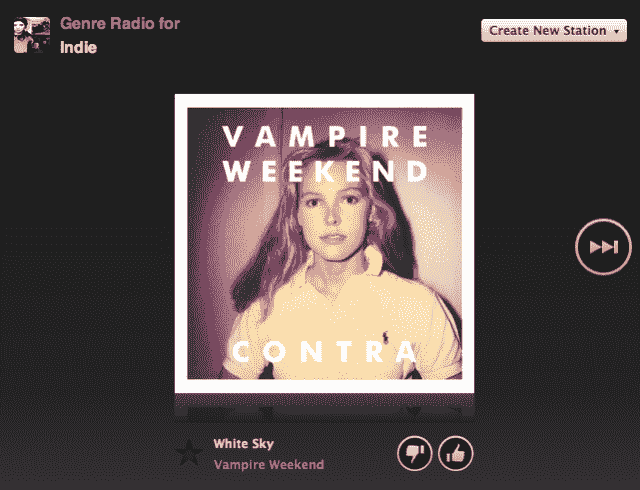 Genre Radio for
Indie
Create New Station
VAMPIRE
WEEKEND
CONTRA
White Sky
Vampire Weekend